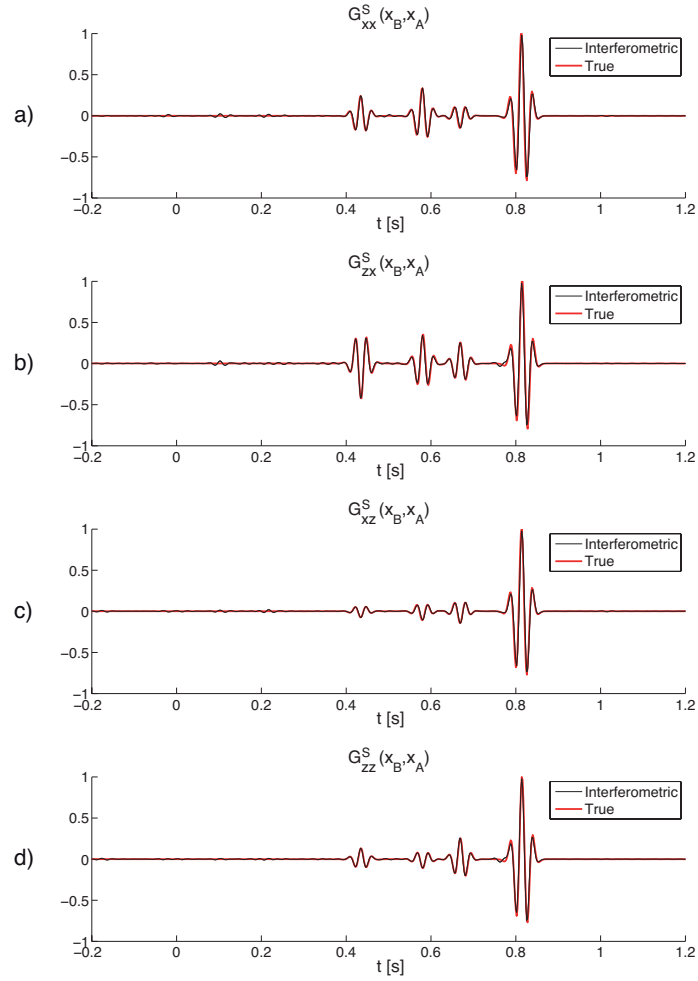 G^S_xx(x_B,x_A)
1
0.5
0
−0.5
−1
−0.2 0 0.2 0.4 0.6 0.8 1 1.2
t [s]
Interferometric
True
a)
G^S_zx(x_B,x_A)
1
0.5
0
−0.5
−1
−0.2 0 0.2 0.4 0.6 0.8 1 1.2
t [s]
Interferometric
True
b)
G^S_xz(x_B,x_A)
1
0.5
0
−0.5
−1
−0.2 0 0.2 0.4 0.6 0.8 1 1.2
t [s]
Interferometric
True
c)
G^S_zz(x_B,x_A)
1
0.5
0
−0.5
−1
−0.2 0 0.2 0.4 0.6 0.8 1 1.2
t [s]
Interferometric
True
d)